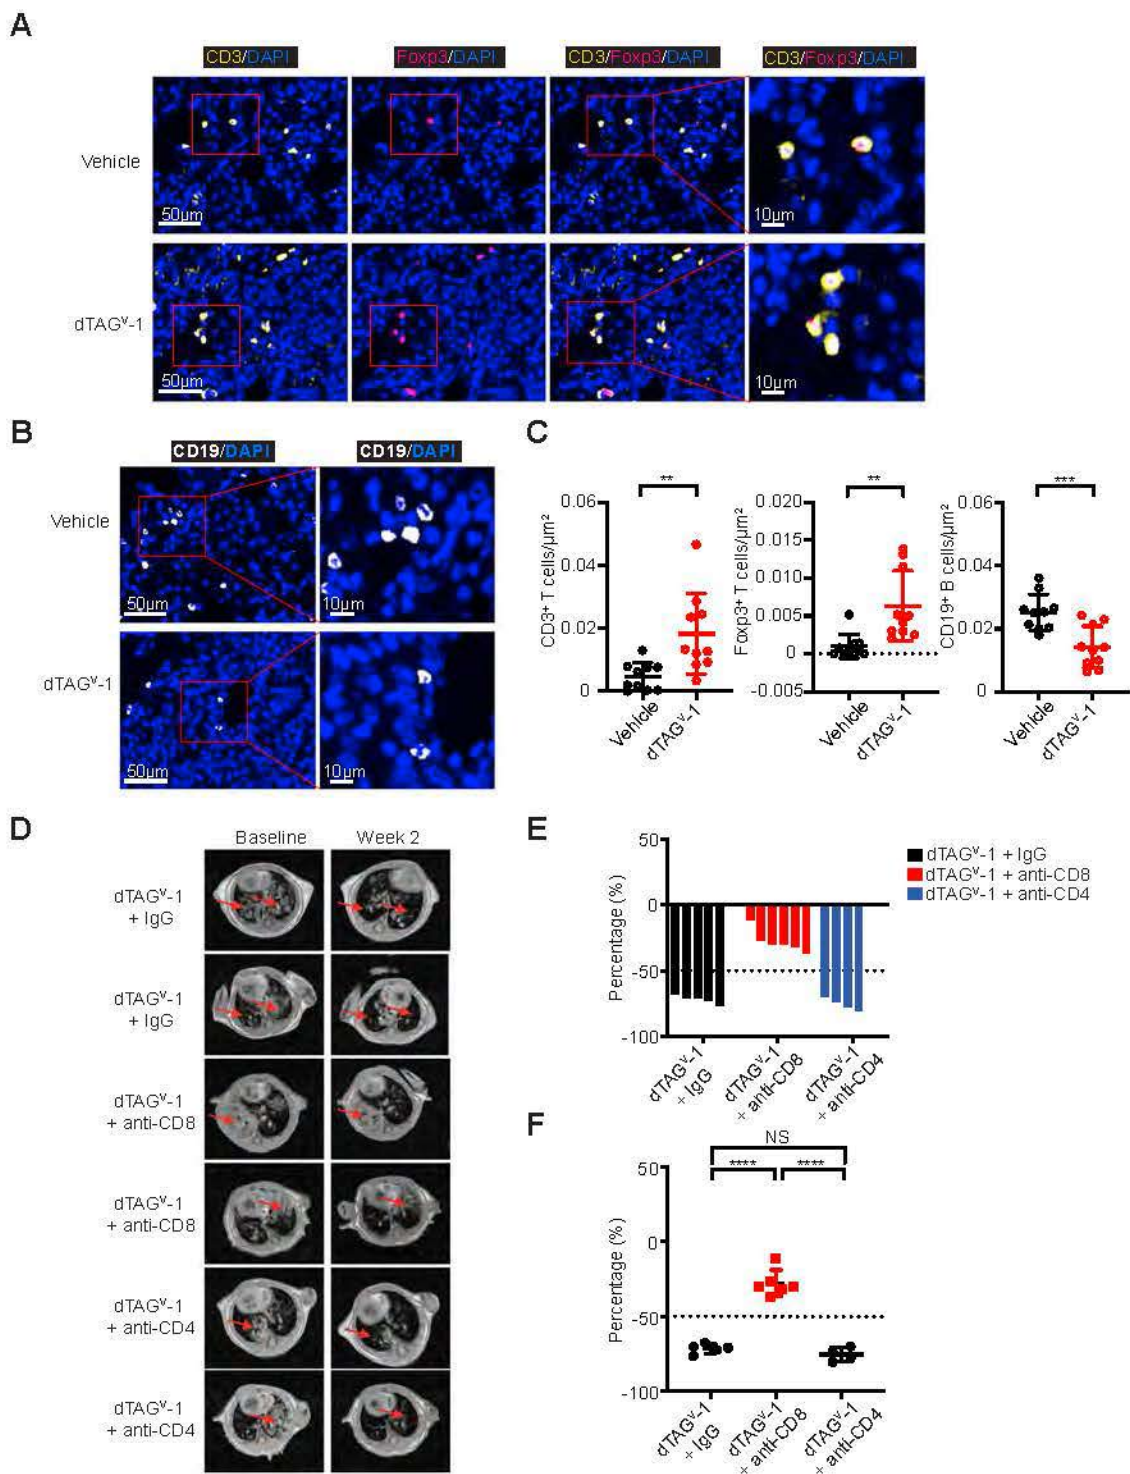 A
CD3/DAPI
Foxp3/DAPI
CD3/Foxp3/DAPI
CD3/Foxp3/DAPI
Vehicle
50μm
10μm
dTAGⱽ-1
50μm
10μm
B
CD19/DAPI
CD19/DAPI
Vehicle
50μm
10μm
dTAGⱽ-1
50μm
10μm
C
**
CD3⁺ T cells/μm²
0.06
0.04
0.02
0
Vehicle
dTAGⱽ-1
**
Foxp3⁺ T cells/μm²
0.020
0.015
0.010
0.005
0
-0.005
Vehicle
dTAGⱽ-1
***
CD19⁺ B cells/μm²
0.06
0.04
0.02
0
Vehicle
dTAGⱽ-1
D
Baseline
Week 2
dTAGⱽ-1
+ IgG
dTAGⱽ-1
+ IgG
dTAGⱽ-1
+ anti-CD8
dTAGⱽ-1
+ anti-CD8
dTAGⱽ-1
+ anti-CD4
dTAGⱽ-1
+ anti-CD4
E
Percentage (%)
50
0
-50
-100
dTAGⱽ-1 + IgG
dTAGⱽ-1 + anti-CD8
dTAGⱽ-1 + anti-CD4
dTAGⱽ-1
+ IgG
dTAGⱽ-1
+ anti-CD8
dTAGⱽ-1
+ anti-CD4
F
NS
****
****
Percentage (%)
50
0
-50
-100
dTAGⱽ-1
+ IgG
dTAGⱽ-1
+ anti-CD8
dTAGⱽ-1
+ anti-CD4